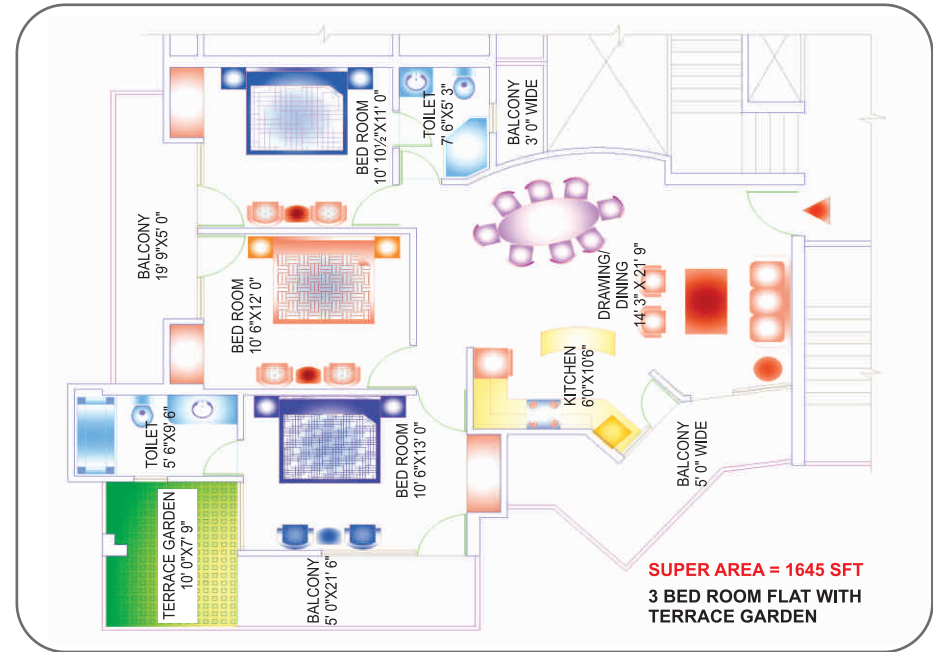 BED ROOM
10' 10½"X11' 0"
TOILET
7' 6"X5' 3"
BALCONY
3' 0" WIDE
BALCONY
19' 9"X5' 0"
BED ROOM
10' 6"X12' 0"
DRAWING/
DINING
14' 3" X 21' 9"
KITCHEN
6'0"X10'6"
TOILET
5' 6"X9' 6"
BED ROOM
10' 6"X13' 0"
BALCONY
5' 0" WIDE
TERRACE GARDEN
10' 0"X7' 9"
BALCONY
5' 0"X21' 6"
SUPER AREA = 1645 SFT
3 BED ROOM FLAT WITH
TERRACE GARDEN